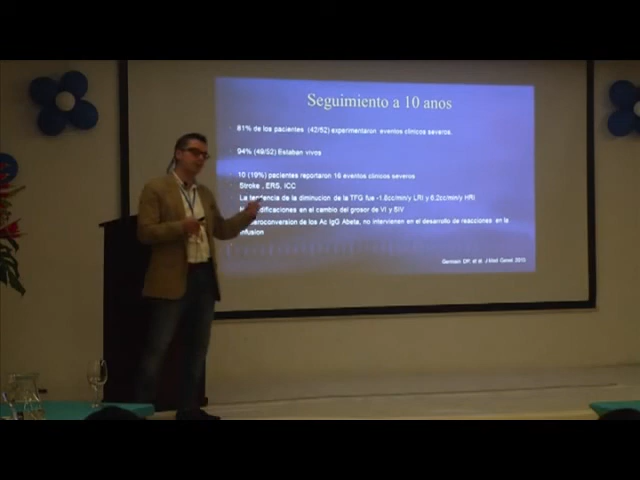 Seguimiento a 10 anos
81% de los pacientes (42/52) experimentaron eventos clinicos severos.
94% (49/52) Estaban vivos
10 (19%) pacientes reportaron 16 eventos clinicos severos
Stroke , ERS, ICC
La tendencia de la diminucion de la TFG fue -1.6cc/min/y LRI y 6.2cc/min/y HRI
modificaciones en el cambio del grosor de VI y SIV
de los Ac IgG Abeta, no intervienen en el desarrollo de reacciones en la
infusion
Germain DP, et al. J Med Genet 2015